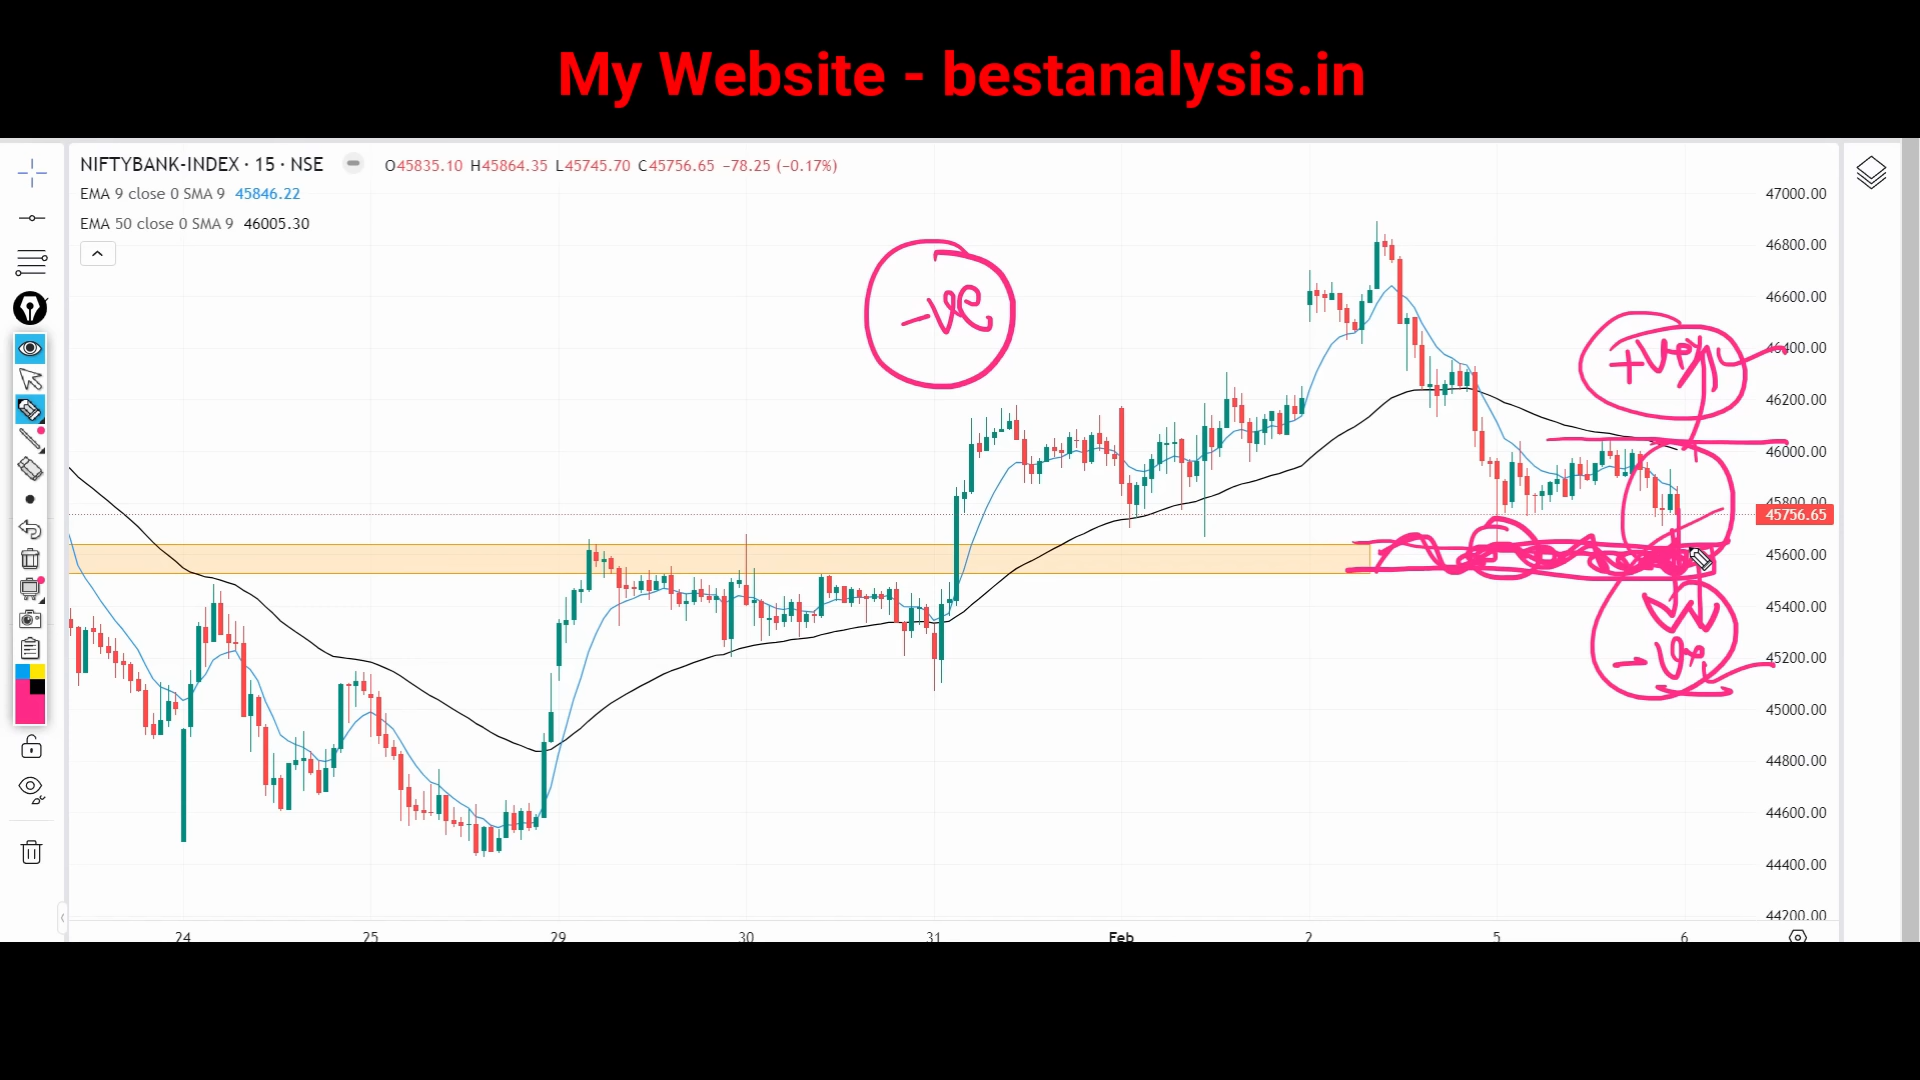 My Website - bestanalysis.in
NIFTYBANK-INDEX · 15 · NSE O45835.10 H45864.35 L45745.70 C45756.65 −78.25 (−0.17%)
EMA 9 close 0 SMA 9 45846.22
EMA 50 close 0 SMA 9 46005.30
47000.00
46800.00
46600.00
46400.00
46200.00
46000.00
45800.00
45756.65
45600.00
45400.00
45200.00
45000.00
44800.00
44600.00
44400.00
44200.00
-ve
+ve
-ve
24 25 29 30 31 Feb 2 5 6